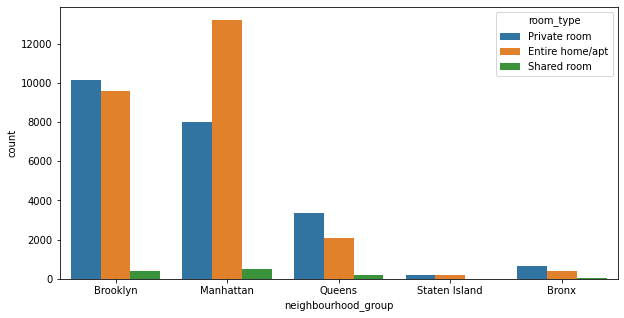 room_type
Private room
Entire home/apt
Shared room
12000
10000
8000
6000
4000
2000
0
count
Brooklyn
Manhattan
Queens
Staten Island
Bronx
neighbourhood_group